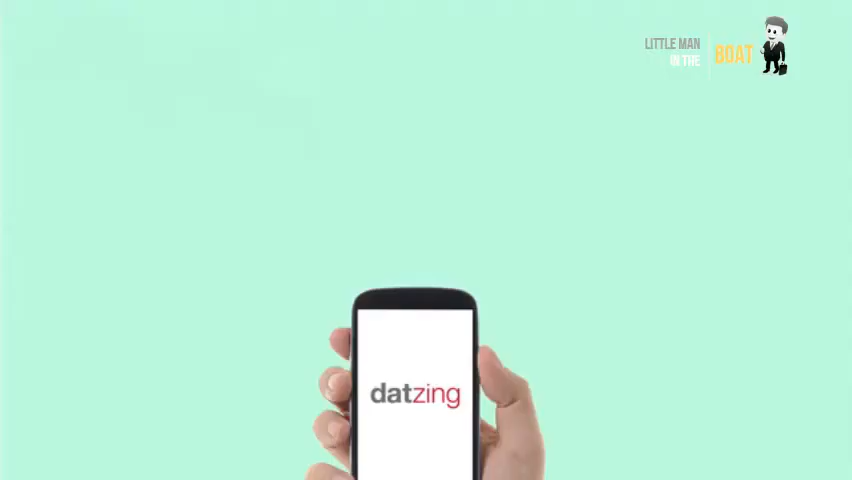 LITTLE MAN
IN THE
BOAT
datzing